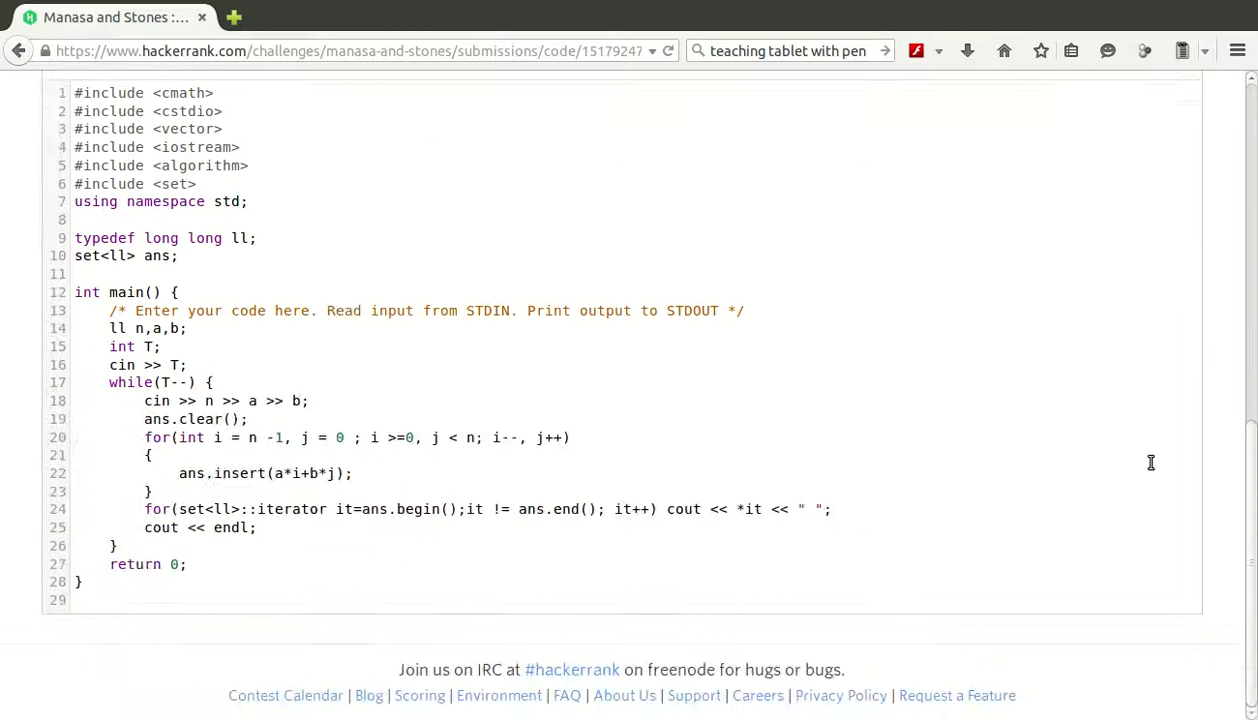 Manasa and Stones :...
https://www.hackerrank.com/challenges/manasa-and-stones/submissions/code/15179247
teaching tablet with pen
1 #include <cmath>
2 #include <cstdio>
3 #include <vector>
4 #include <iostream>
5 #include <algorithm>
6 #include <set>
7 using namespace std;
8
9 typedef long long ll;
10 set<ll> ans;
11
12 int main() {
13     /* Enter your code here. Read input from STDIN. Print output to STDOUT */
14     ll n,a,b;
15     int T;
16     cin >> T;
17     while(T--) {
18         cin >> n >> a >> b;
19         ans.clear();
20         for(int i = n -1, j = 0 ; i >=0, j < n; i--, j++)
21         {
22             ans.insert(a*i+b*j);
23         }
24         for(set<ll>::iterator it=ans.begin();it != ans.end(); it++) cout << *it << " ";
25         cout << endl;
26     }
27     return 0;
28 }
29
Join us on IRC at #hackerrank on freenode for hugs or bugs.
Contest Calendar | Blog | Scoring | Environment | FAQ | About Us | Support | Careers | Privacy Policy | Request a Feature